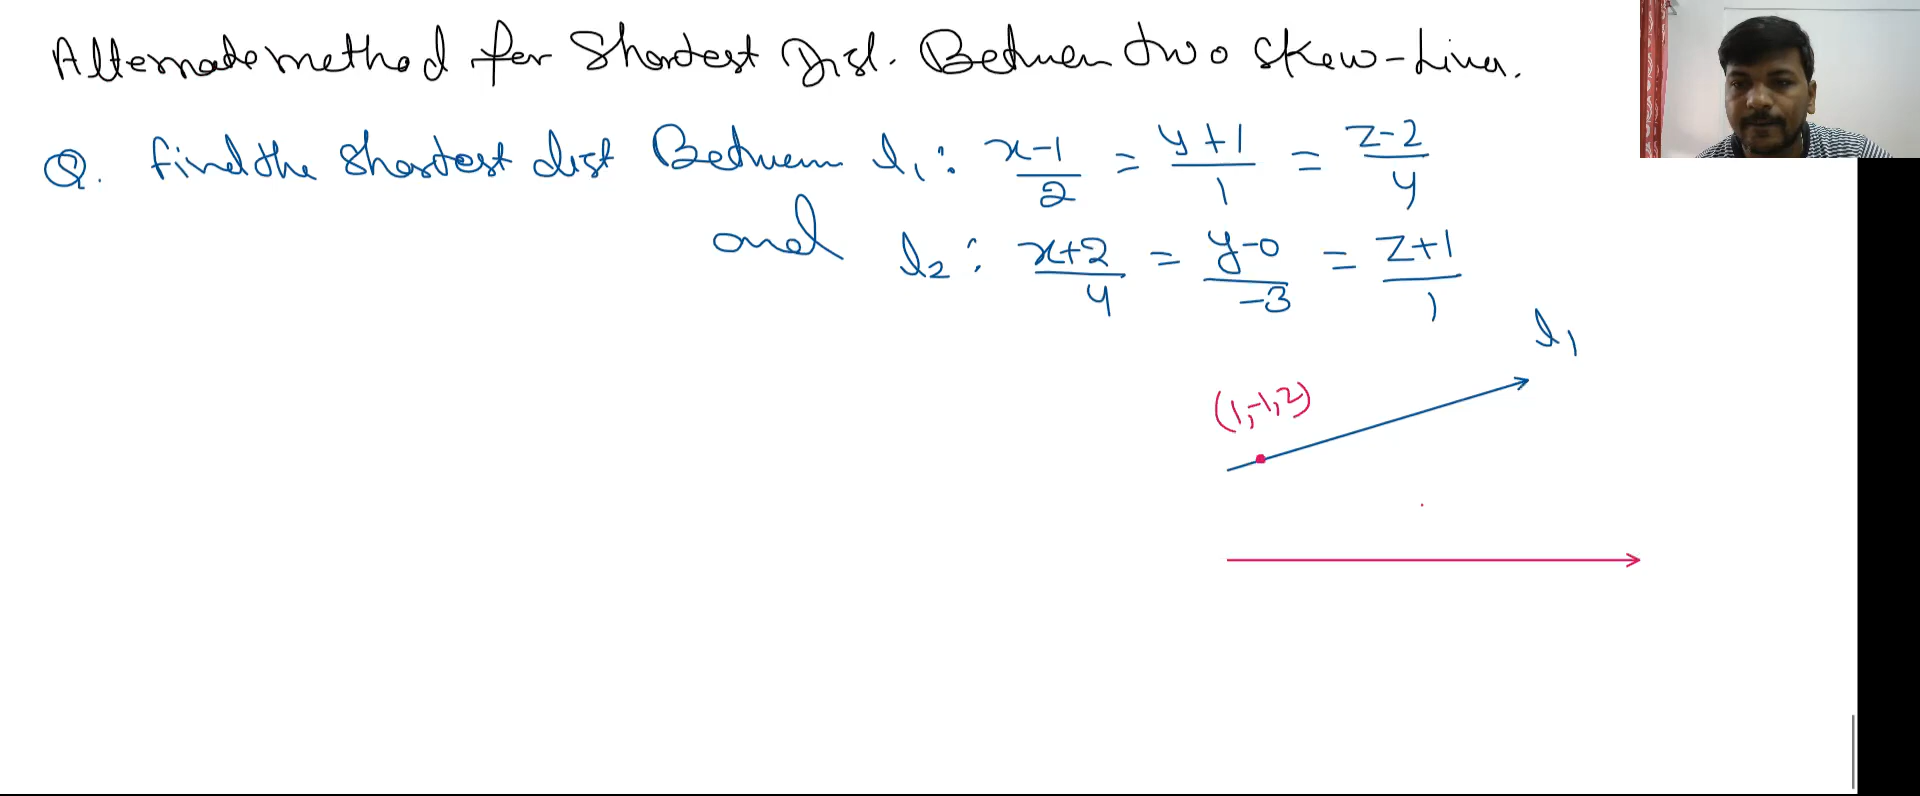 Alternate method for Shortest Dist. Between two Skew-Lines.
Q. find the shortest dist Between l₁: (x-1)/2 = (y+1)/1 = (z-2)/4
and l₂: (x+2)/4 = (y-0)/-3 = (z+1)/1
l₁
(1,-1,2)